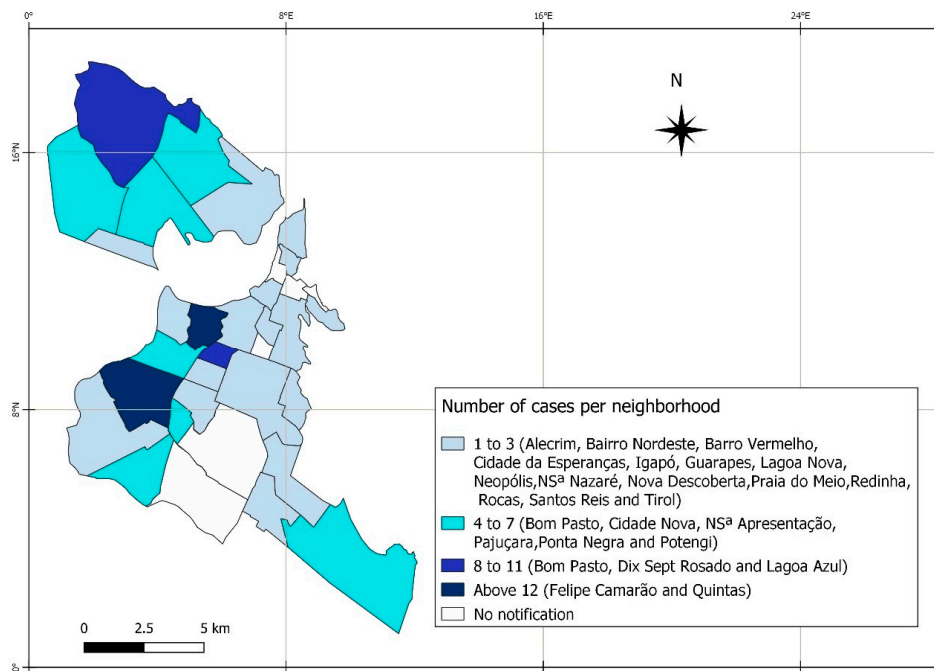 0°
8°E
16°E
24°E
N
16°N
8°N
0°
Number of cases per neighborhood
1 to 3 (Alecrim, Bairro Nordeste, Barro Vermelho,
Cidade da Esperanças, Igapó, Guarapes, Lagoa Nova,
Neopólis,NSª Nazaré, Nova Descoberta,Praia do Meio,Redinha,
Rocas, Santos Reis and Tirol)
4 to 7 (Bom Pasto, Cidade Nova, NSª Apresentação,
Pajuçara,Ponta Negra and Potengi)
8 to 11 (Bom Pasto, Dix Sept Rosado and Lagoa Azul)
Above 12 (Felipe Camarão and Quintas)
No notification
0 2.5 5 km